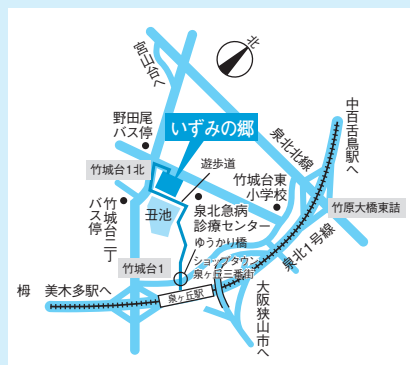 北
宮山台へ
野田尾
バス停
いずみの郷
中百舌鳥駅へ
泉北北線
竹城台1北
遊歩道
竹城台東
小学校
竹城台二丁
バス停
丑池
泉北急病
診療センター
竹原大橋東詰
ゆうかり橋
泉北1号線
竹城台1
ショップタウン
泉ヶ丘三番街
栂 美木多駅へ
泉ヶ丘駅
大阪狭山市へ